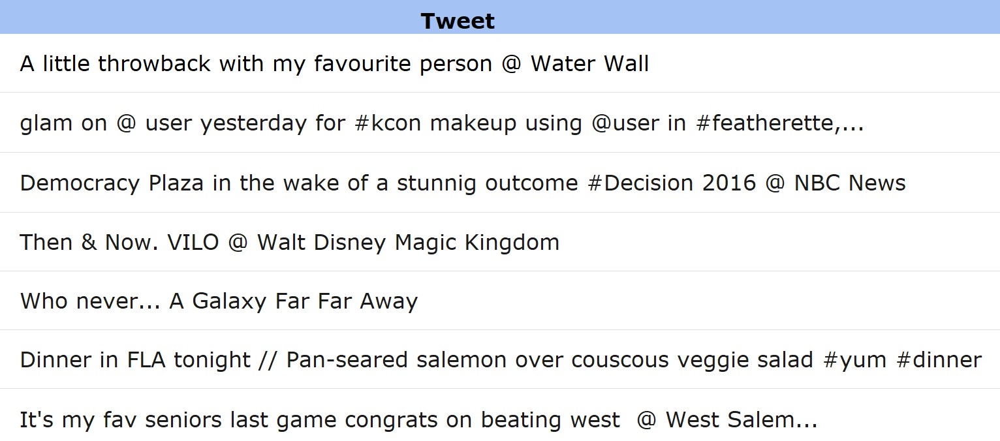 Tweet
A little throwback with my favourite person @ Water Wall
glam on @ user yesterday for #kcon makeup using @user in #featherette,...
Democracy Plaza in the wake of a stunnig outcome #Decision 2016 @ NBC News
Then & Now. VILO @ Walt Disney Magic Kingdom
Who never... A Galaxy Far Far Away
Dinner in FLA tonight // Pan-seared salemon over couscous veggie salad #yum #dinner
It's my fav seniors last game congrats on beating west  @ West Salem...